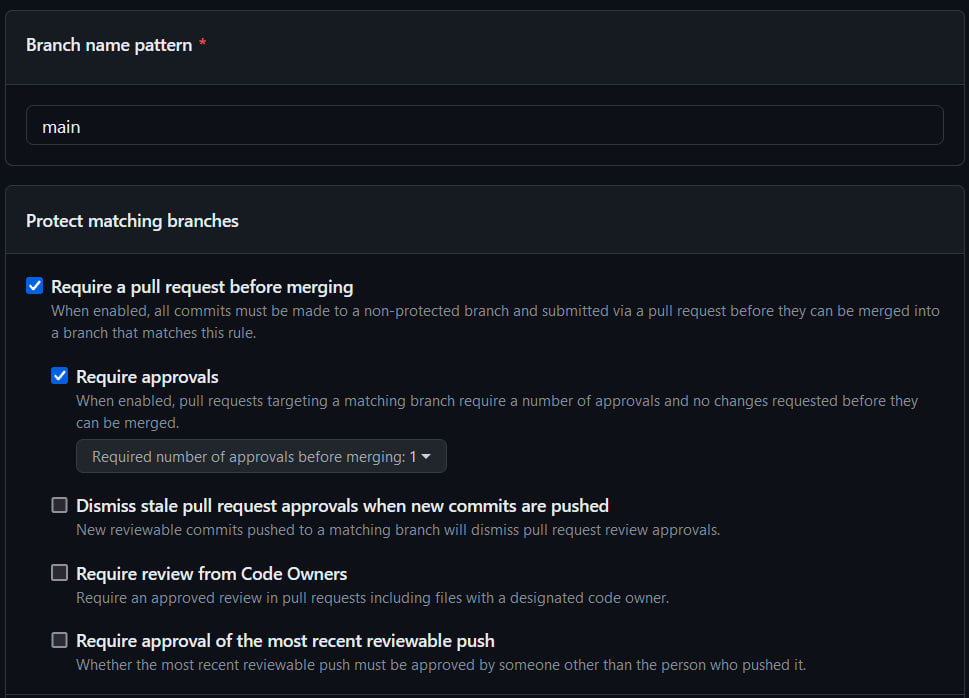 Branch name pattern *
main
Protect matching branches
Require a pull request before merging
When enabled, all commits must be made to a non-protected branch and submitted via a pull request before they can be merged into
a branch that matches this rule.
Require approvals
When enabled, pull requests targeting a matching branch require a number of approvals and no changes requested before they
can be merged.
Required number of approvals before merging: 1
Dismiss stale pull request approvals when new commits are pushed
New reviewable commits pushed to a matching branch will dismiss pull request review approvals.
Require review from Code Owners
Require an approved review in pull requests including files with a designated code owner.
Require approval of the most recent reviewable push
Whether the most recent reviewable push must be approved by someone other than the person who pushed it.